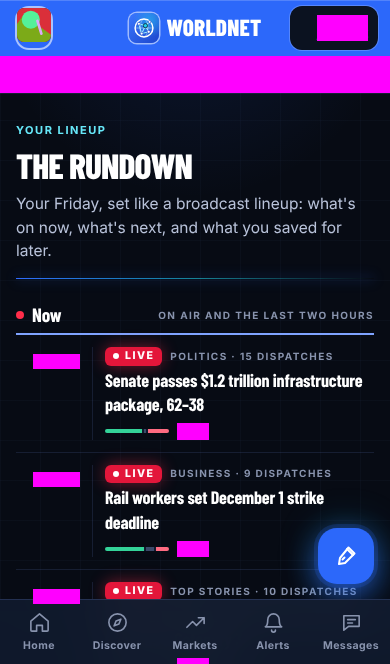 WORLDNET
YOUR LINEUP
THE RUNDOWN
Your Friday, set like a broadcast lineup: what's
on now, what's next, and what you saved for
later.
Now
ON AIR AND THE LAST TWO HOURS
LIVE POLITICS · 15 DISPATCHES
Senate passes $1.2 trillion infrastructure
package, 62–38
LIVE BUSINESS · 9 DISPATCHES
Rail workers set December 1 strike
deadline
LIVE TOP STORIES · 10 DISPATCHES
Home Discover Markets Alerts Messages